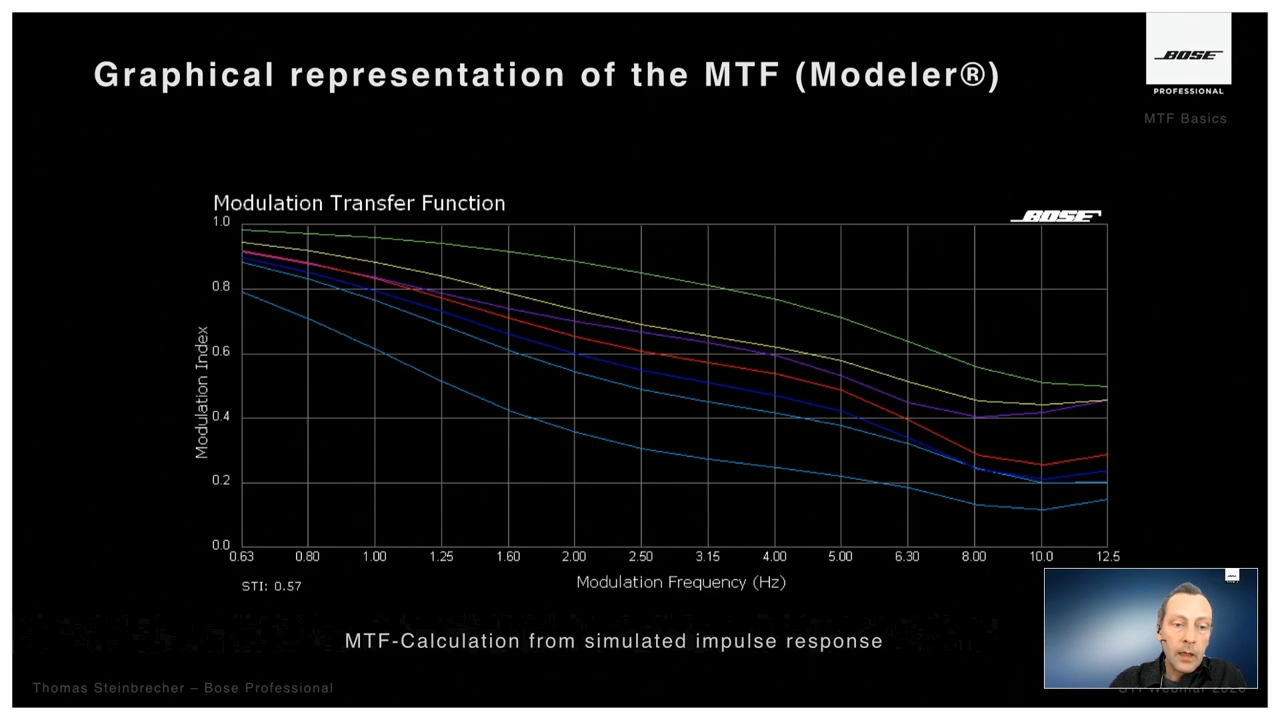 Graphical representation of the MTF (Modeler®)
BOSE
PROFESSIONAL
MTF Basics
Modulation Transfer Function
BOSE
1.0
0.8
0.6
0.4
0.2
0.0
Modulation Index
0.63 0.80 1.00 1.25 1.60 2.00 2.50 3.15 4.00 5.00 6.30 8.00 10.0 12.5
STI: 0.57
Modulation Frequency (Hz)
MTF-Calculation from simulated impulse response
Thomas Steinbrecher – Bose Professional